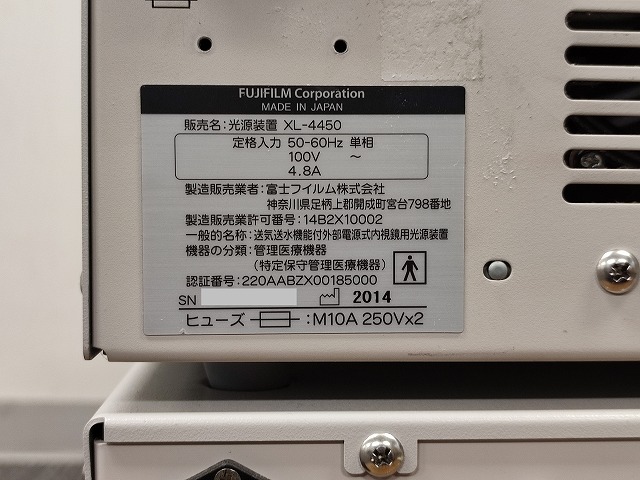 FUJIFILM Corporation
MADE IN JAPAN
販売名：光源装置 XL-4450
定格入力 50-60Hz 単相
100V ～
4.8A
製造販売業者：富士フイルム株式会社
神奈川県足柄上郡開成町宮台798番地
製造販売業許可番号：14B2X10002
一般的名称：送気送水機能付外部電源式内視鏡用光源装置
機器の分類：管理医療機器
（特定保守管理医療機器）
認証番号：220AABZX00185000
SN 2014
ヒューズ ：M10A 250Vx2